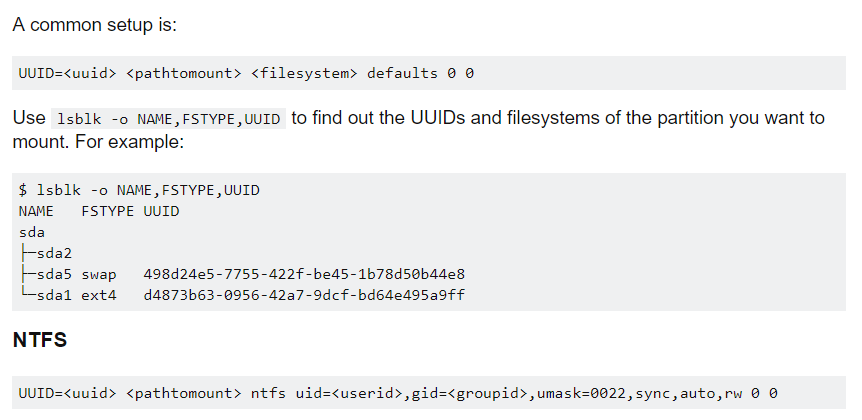 A common setup is:
UUID=<uuid> <pathtomount> <filesystem> defaults 0 0
Use lsblk -o NAME,FSTYPE,UUID to find out the UUIDs and filesystems of the partition you want to
mount. For example:
$ lsblk -o NAME,FSTYPE,UUID
NAME   FSTYPE UUID
sda
├─sda2
├─sda5 swap   498d24e5-7755-422f-be45-1b78d50b44e8
└─sda1 ext4   d4873b63-0956-42a7-9dcf-bd64e495a9ff
NTFS
UUID=<uuid> <pathtomount> ntfs uid=<userid>,gid=<groupid>,umask=0022,sync,auto,rw 0 0